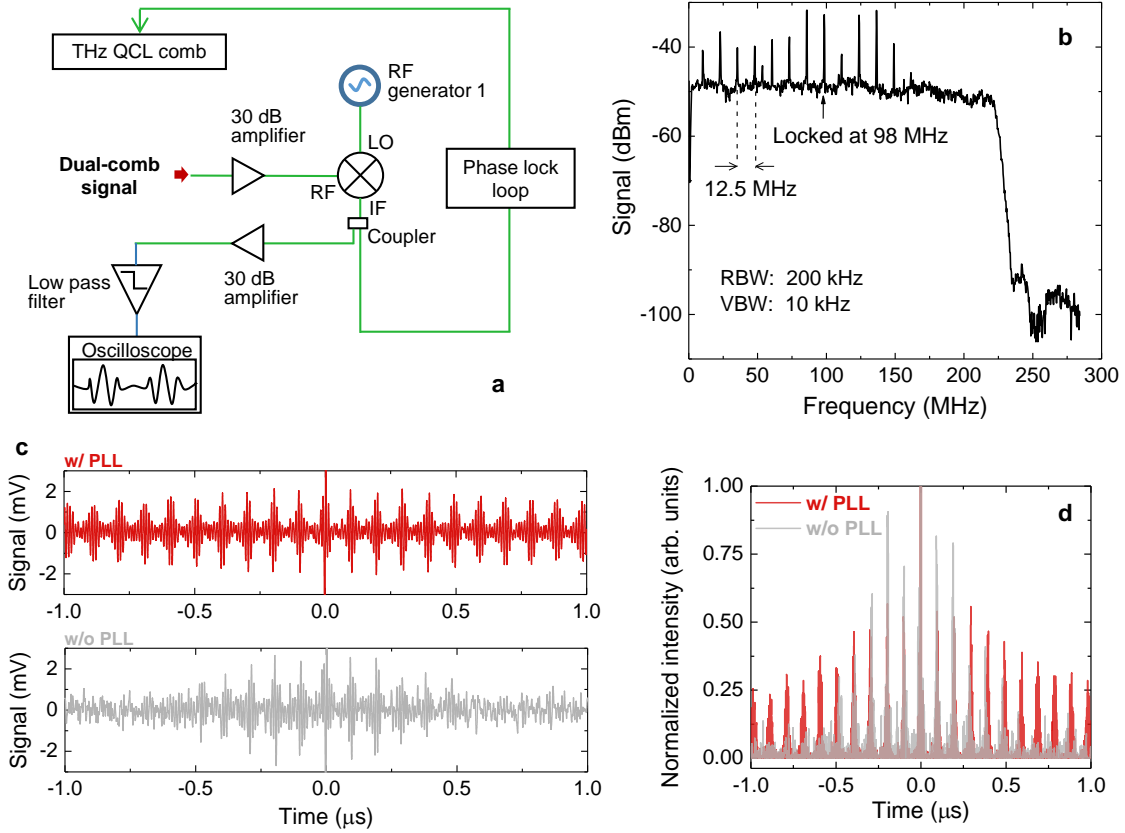 THz QCL comb
RF
generator 1
30 dB
amplifier
LO
Dual-comb
signal
RF
Phase lock
loop
IF
Coupler
30 dB
amplifier
Low pass
filter
Oscilloscope
a
b
Signal (dBm)
-40
-60
-80
-100
Locked at 98 MHz
12.5 MHz
RBW: 200 kHz
VBW: 10 kHz
0 50 100 150 200 250 300
Frequency (MHz)
c
w/ PLL
Signal (mV)
2
0
-2
-1.0 -0.5 0.0 0.5 1.0
w/o PLL
Signal (mV)
2
0
-2
-1.0 -0.5 0.0 0.5 1.0
Time (μs)
d
w/ PLL
w/o PLL
Normalized intensity (arb. units)
1.00
0.75
0.50
0.25
0.00
-1.0 -0.5 0.0 0.5 1.0
Time (μs)